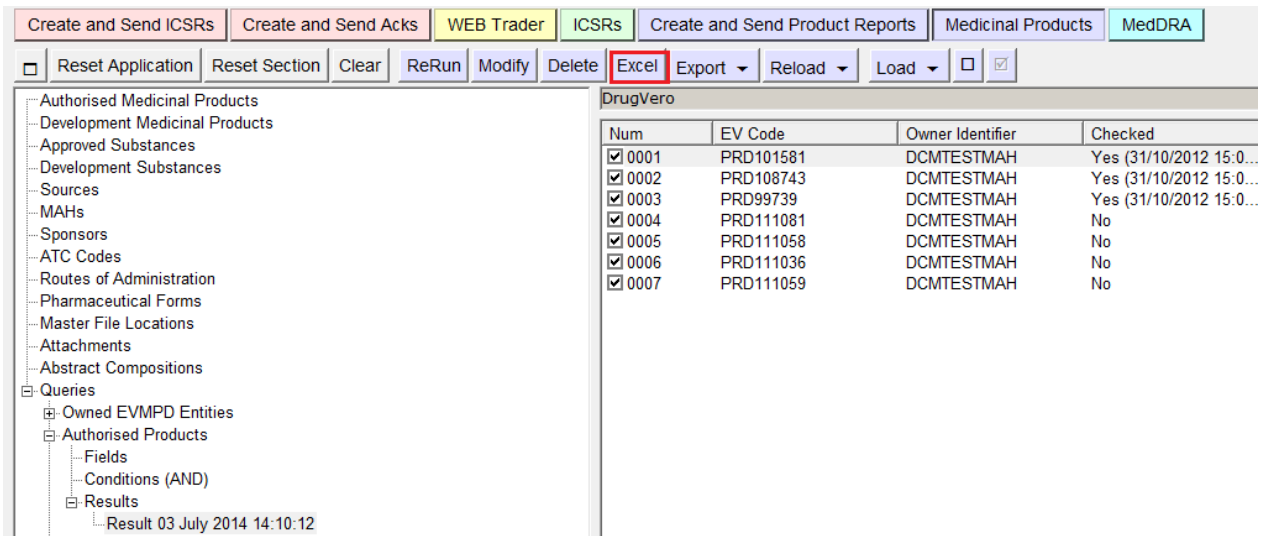 Create and Send ICSRs Create and Send Acks WEB Trader ICSRs Create and Send Product Reports Medicinal Products MedDRA
Reset Application Reset Section Clear ReRun Modify Delete Excel Export Reload Load
Authorised Medicinal Products
Development Medicinal Products
Approved Substances
Development Substances
Sources
MAHs
Sponsors
ATC Codes
Routes of Administration
Pharmaceutical Forms
Master File Locations
Attachments
Abstract Compositions
Queries
Owned EVMPD Entities
Authorised Products
Fields
Conditions (AND)
Results
Result 03 July 2014 14:10:12
DrugVero
Num EV Code Owner Identifier Checked
0001 PRD101581 DCMTESTMAH Yes (31/10/2012 15:0...
0002 PRD108743 DCMTESTMAH Yes (31/10/2012 15:0...
0003 PRD99739 DCMTESTMAH Yes (31/10/2012 15:0...
0004 PRD111081 DCMTESTMAH No
0005 PRD111058 DCMTESTMAH No
0006 PRD111036 DCMTESTMAH No
0007 PRD111059 DCMTESTMAH No